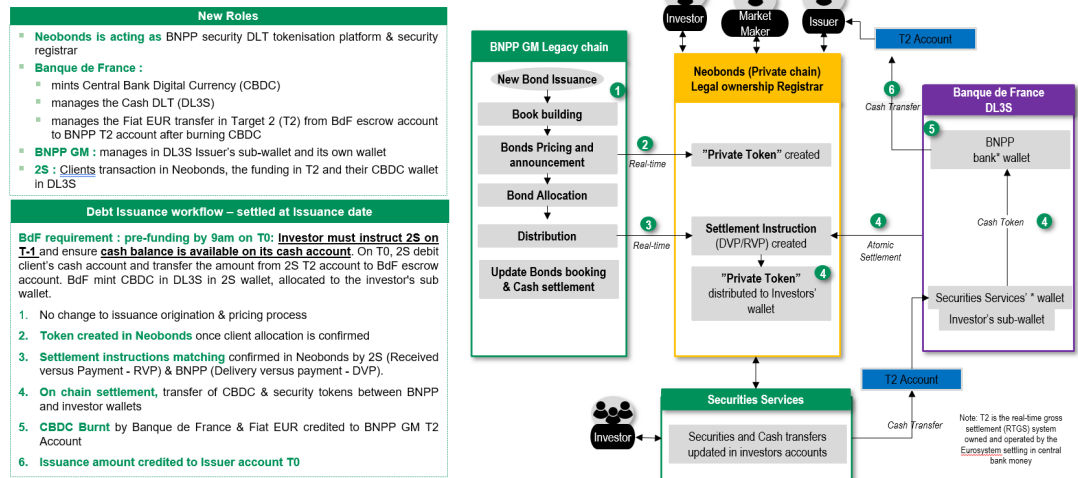 New Roles
Neobonds is acting as BNPP security DLT tokenisation platform & security
registrar
Banque de France :
mints Central Bank Digital Currency (CBDC)
manages the Cash DLT (DL3S)
manages the Fiat EUR transfer in Target 2 (T2) from BdF escrow account
to BNPP T2 account after burning CBDC
BNPP GM : manages in DL3S Issuer's sub-wallet and its own wallet
2S : Clients transaction in Neobonds, the funding in T2 and their CBDC wallet
in DL3S
Debt Issuance workflow – settled at Issuance date
BdF requirement : pre-funding by 9am on T0: Investor must instruct 2S on
T-1 and ensure cash balance is available on its cash account. On T0, 2S debit
client's cash account and transfer the amount from 2S T2 account to BdF escrow
account. BdF mint CBDC in DL3S in 2S wallet, allocated to the investor's sub
wallet.
1. No change to issuance origination & pricing process
2. Token created in Neobonds once client allocation is confirmed
3. Settlement instructions matching confirmed in Neobonds by 2S (Received
versus Payment - RVP) & BNPP (Delivery versus payment - DVP).
4. On chain settlement, transfer of CBDC & security tokens between BNPP
and investor wallets
5. CBDC Burnt by Banque de France & Fiat EUR credited to BNPP GM T2
Account
6. Issuance amount credited to Issuer account T0
BNPP GM Legacy chain
New Bond Issuance
1
Book building
Bonds Pricing and
announcement
Bond Allocation
Distribution
Update Bonds booking
& Cash settlement
2
Real-time
3
Real-time
Investor
Market
Maker
Issuer
Neobonds (Private chain)
Legal ownership Registrar
"Private Token" created
Settlement Instruction
(DVP/RVP) created
"Private Token"
4
distributed to Investors'
wallet
4
Atomic
Settlement
T2 Account
6
Cash Transfer
Banque de France
DL3S
5
BNPP
bank* wallet
Cash Token
4
Securities Services' * wallet
Investor's sub-wallet
T2 Account
Cash Transfer
Securities Services
Investor
Securities and Cash transfers
updated in investors accounts
Note: T2 is the real-time gross
settlement (RTGS) system
owned and operated by the
Eurosystem settling in central
bank money